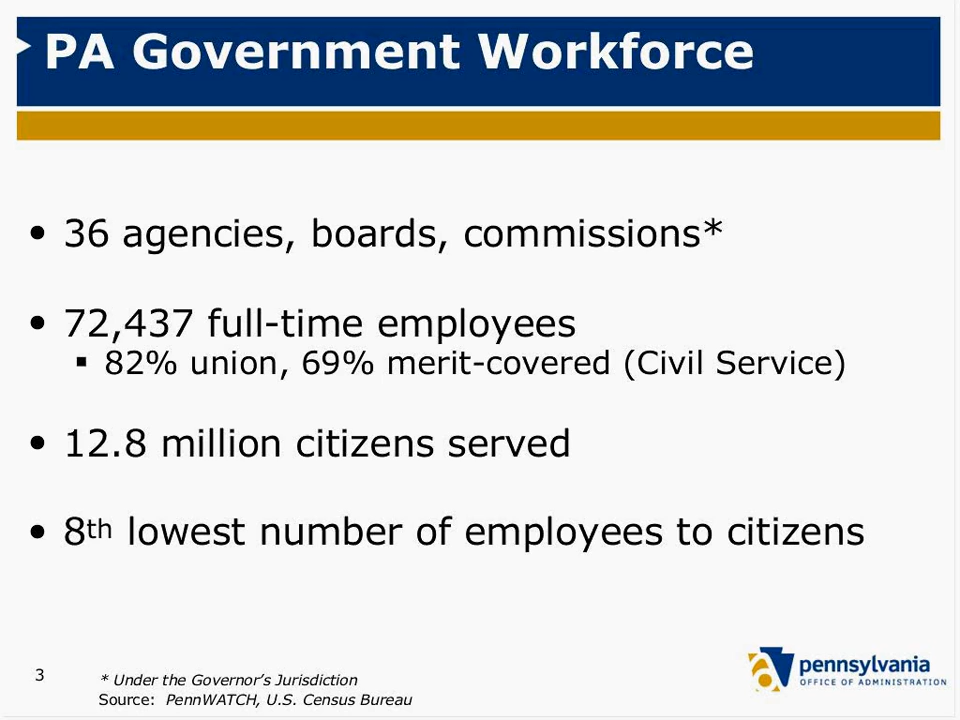 PA Government Workforce
• 36 agencies, boards, commissions*
• 72,437 full-time employees
▪ 82% union, 69% merit-covered (Civil Service)
• 12.8 million citizens served
• 8th lowest number of employees to citizens
3
* Under the Governor's Jurisdiction
Source: PennWATCH, U.S. Census Bureau
pennsylvania
OFFICE OF ADMINISTRATION